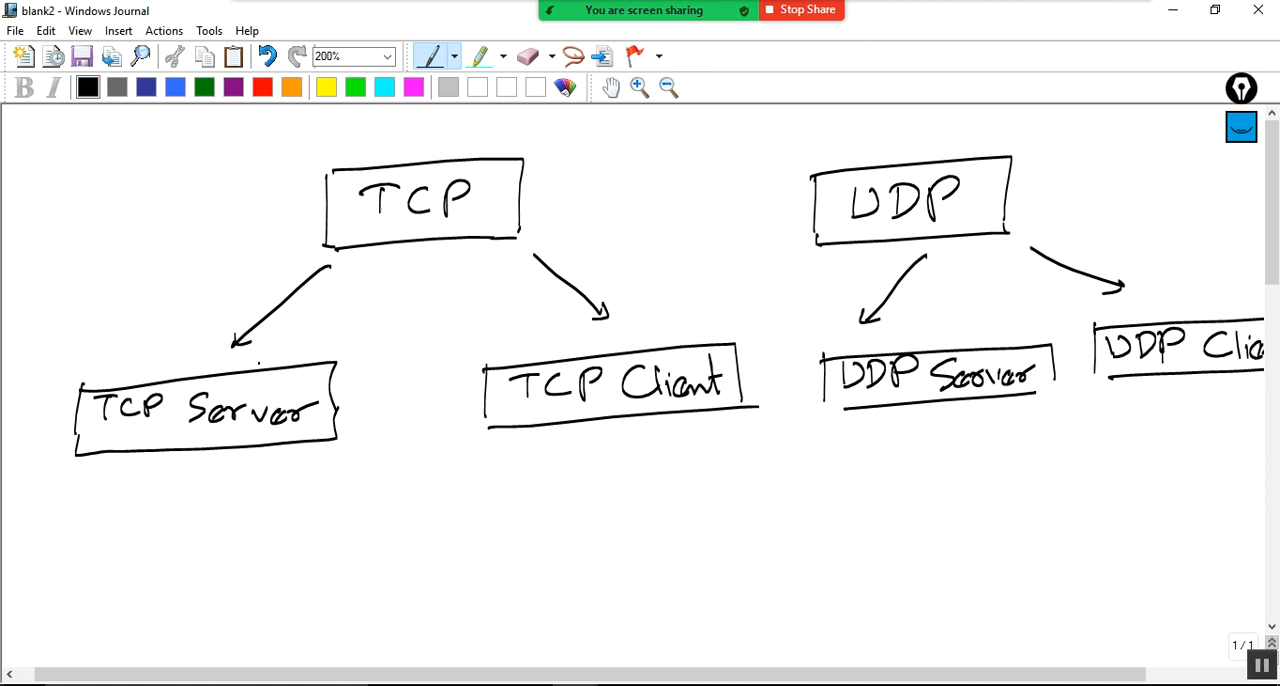 blank2 - Windows Journal
You are screen sharing
Stop Share
File Edit View Insert Actions Tools Help
200%
B I
TCP
UDP
TCP Server
TCP Client
UDP Server
UDP Clie
1 / 1